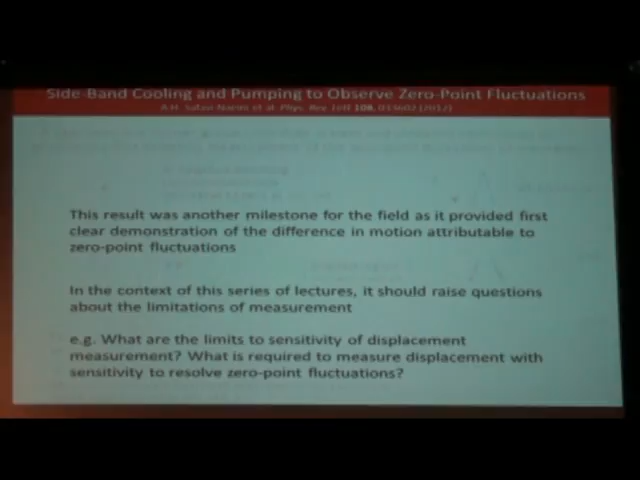 Side-Band Cooling and Pumping to Observe Zero-Point Fluctuations
A.H. Safavi-Naeini et al. Phys. Rev. Lett 108, 033602 (2012)
This result was another milestone for the field as it provided first
clear demonstration of the difference in motion attributable to
zero-point fluctuations
In the context of this series of lectures, it should raise questions
about the limitations of measurement
e.g. What are the limits to sensitivity of displacement
measurement? What is required to measure displacement with
sensitivity to resolve zero-point fluctuations?